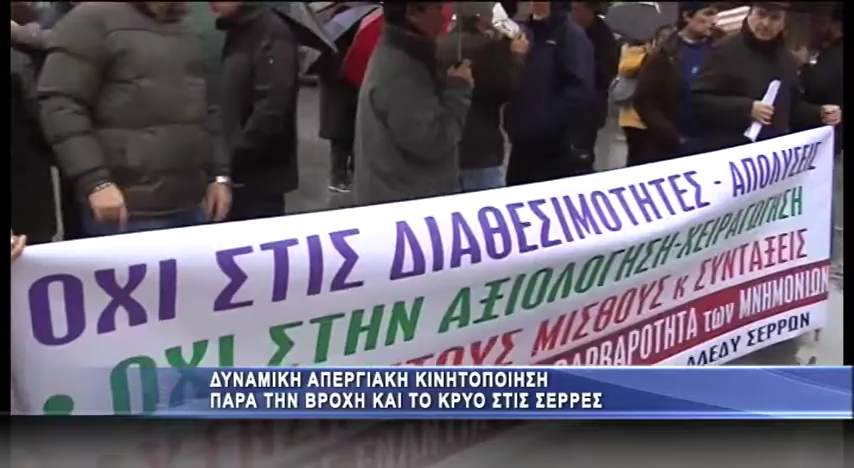 ΟΧΙ ΣΤΙΣ ΔΙΑΘΕΣΙΜΟΤΗΤΕΣ - ΑΠΟΛΥΣΕΙΣ
• ΟΧΙ ΣΤΗΝ ΑΞΙΟΛΟΓΗΣΗ-ΧΕΙΡΑΓΩΓΗΣΗ
ΜΙΣΘΟΥΣ Κ ΣΥΝΤΑΞΕΙΣ
ΒΑΡΒΑΡΟΤΗΤΑ των ΜΝΗΜΟΝΙΩΝ
ΑΔΕΔΥ ΣΕΡΡΩΝ
ΔΥΝΑΜΙΚΗ ΑΠΕΡΓΙΑΚΗ ΚΙΝΗΤΟΠΟΙΗΣΗ
ΠΑΡΑ ΤΗΝ ΒΡΟΧΗ ΚΑΙ ΤΟ ΚΡΥΟ ΣΤΙΣ ΣΕΡΡΕΣ